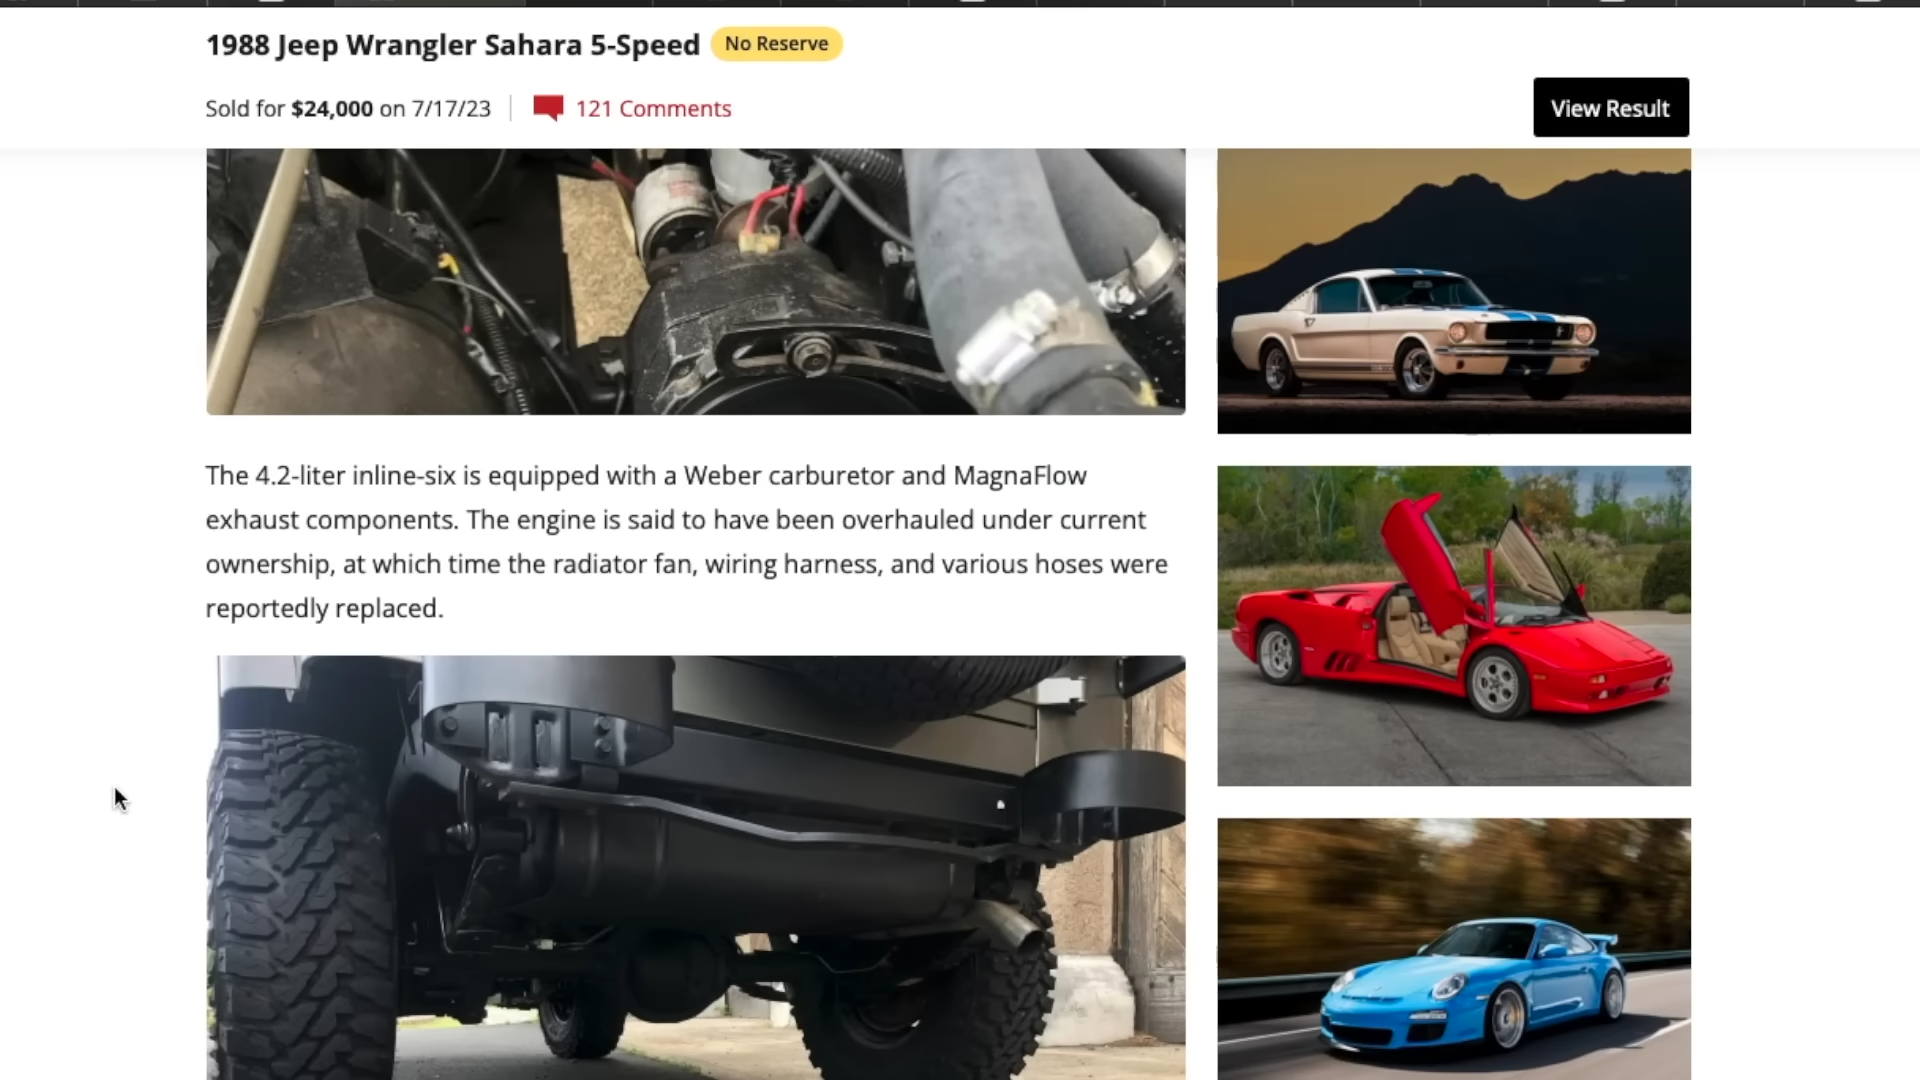 1988 Jeep Wrangler Sahara 5-Speed No Reserve
Sold for $24,000 on 7/17/23 121 Comments
View Result
The 4.2-liter inline-six is equipped with a Weber carburetor and MagnaFlow
exhaust components. The engine is said to have been overhauled under current
ownership, at which time the radiator fan, wiring harness, and various hoses were
reportedly replaced.